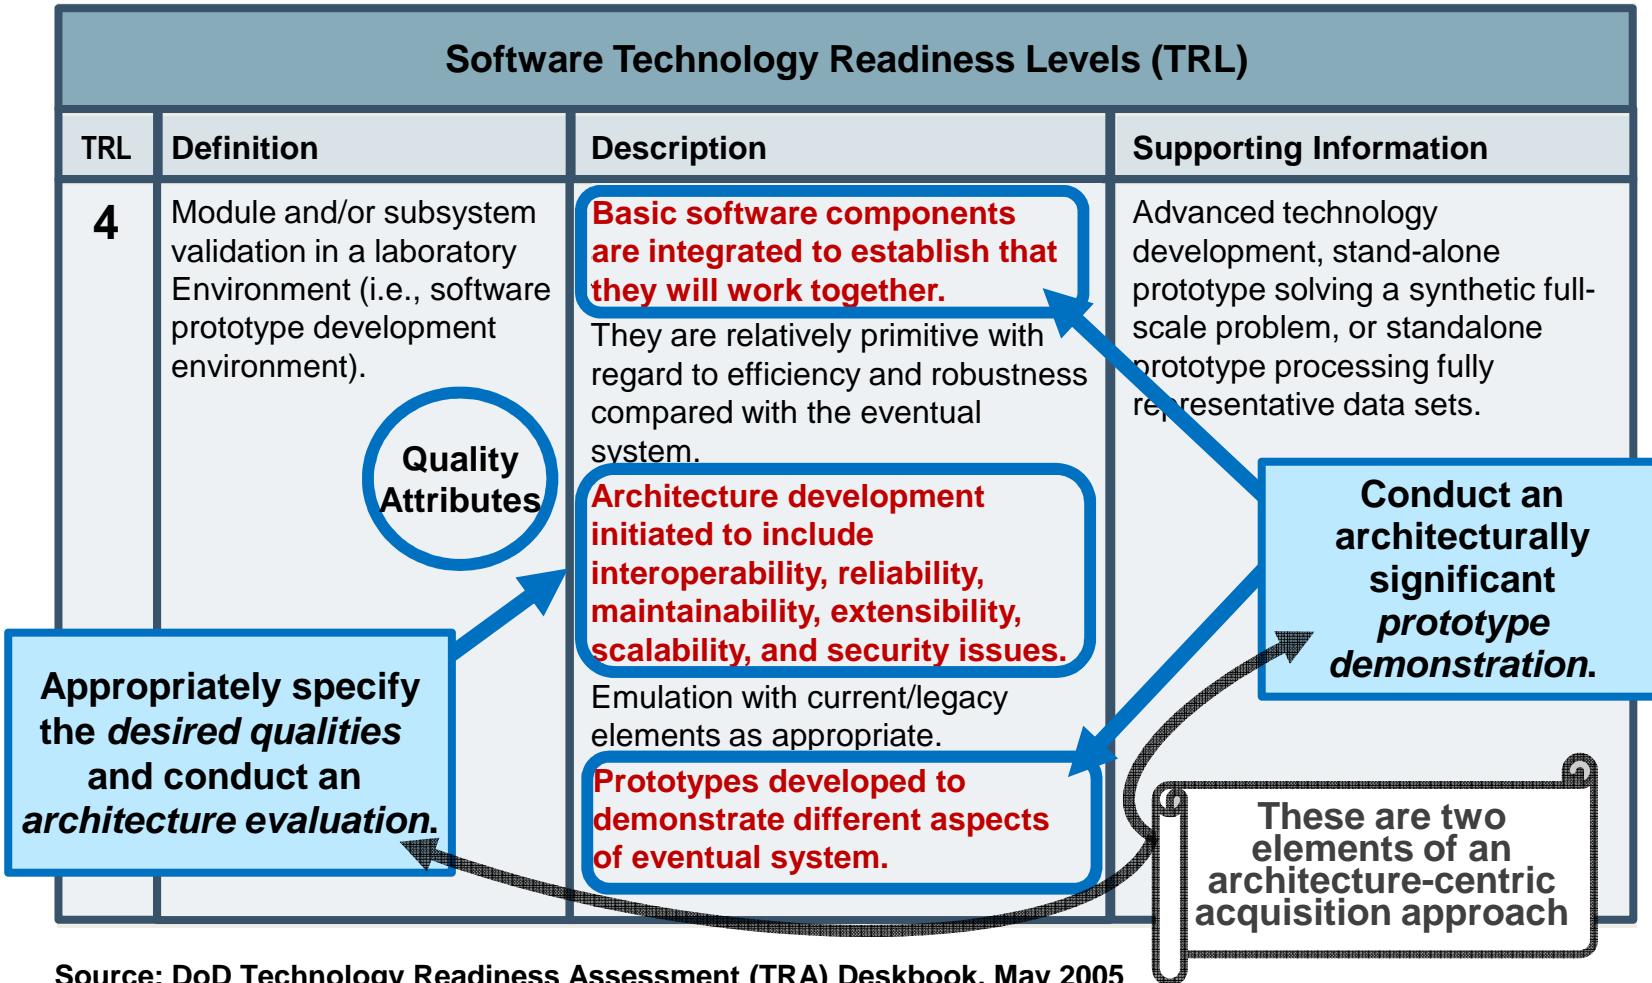 Software Technology Readiness Levels (TRL)
TRL
Definition
Description
Supporting Information
4
Module and/or subsystem
validation in a laboratory
Environment (i.e., software
prototype development
environment).
Quality
Attributes
Basic software components
are integrated to establish that
they will work together.
They are relatively primitive with
regard to efficiency and robustness
compared with the eventual
system.
Architecture development
initiated to include
interoperability, reliability,
maintainability, extensibility,
scalability, and security issues.
Emulation with current/legacy
elements as appropriate.
Prototypes developed to
demonstrate different aspects
of eventual system.
Advanced technology
development, stand-alone
prototype solving a synthetic full-
scale problem, or standalone
prototype processing fully
representative data sets.
Appropriately specify
the desired qualities
and conduct an
architecture evaluation.
Conduct an
architecturally
significant
prototype
demonstration.
These are two
elements of an
architecture-centric
acquisition approach
Source: DoD Technology Readiness Assessment (TRA) Deskbook, May 2005